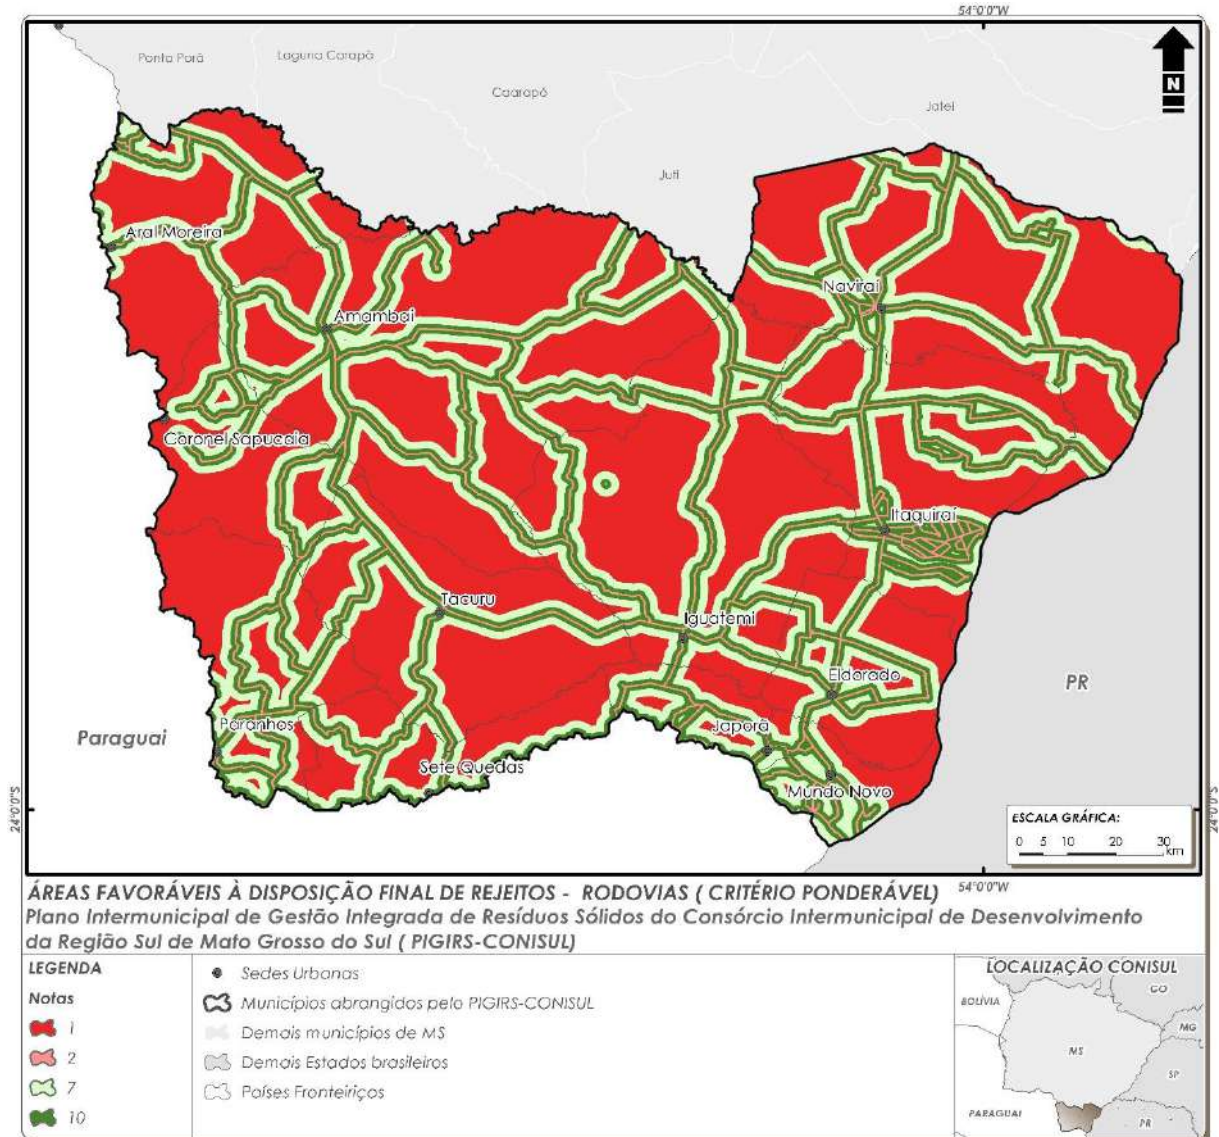 54°0'0"W
Ponta Porã
Laguna Carapã
Caarapó
Jateí
Juti
N
Aral Moreira
Naviraí
Amambai
Coronel Sapucaia
Itaquiraí
Tacuru
Iguatemi
Eldorado
PR
Paraguai
Paranhos
Japorã
Sete Quedas
Mundo Novo
24°0'0"S
24°0'0"S
ESCALA GRÁFICA:
0 5 10 20 30
km
54°0'0"W
ÁREAS FAVORÁVEIS À DISPOSIÇÃO FINAL DE REJEITOS - RODOVIAS ( CRITÉRIO PONDERÁVEL)
Plano Intermunicipal de Gestão Integrada de Resíduos Sólidos do Consórcio Intermunicipal de Desenvolvimento
da Região Sul de Mato Grosso do Sul ( PIGIRS-CONISUL)
LEGENDA
Notas
1
2
7
10
Sedes Urbanas
Municípios abrangidos pelo PIGIRS-CONISUL
Demais municípios de MS
Demais Estados brasileiros
Países Fronteiriços
LOCALIZAÇÃO CONISUL
BOLÍVIA
GO
MG
MS
SP
PARAGUAI
PR